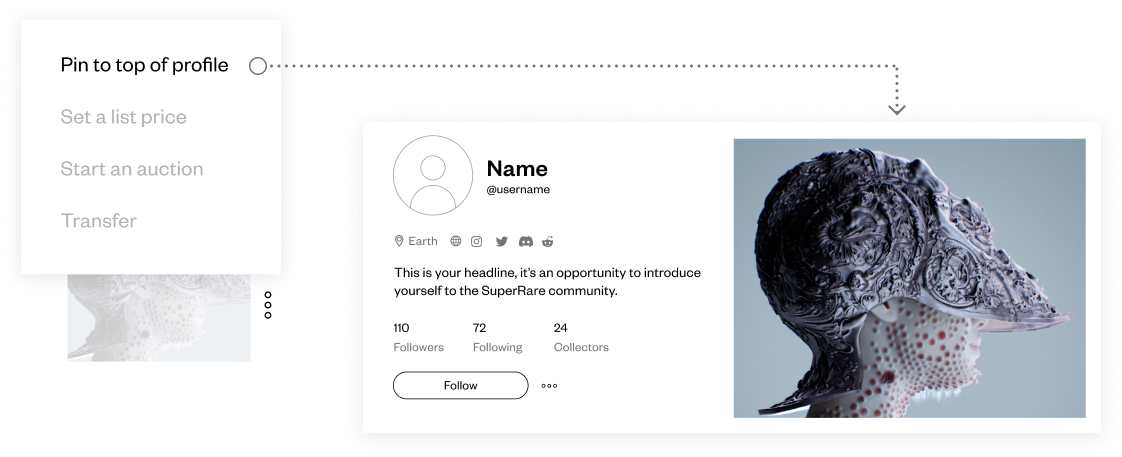 Pin to top of profile
Set a list price
Start an auction
Transfer
Name
@username
Earth
This is your headline, it's an opportunity to introduce
yourself to the SuperRare community.
110
72
24
Followers
Following
Collectors
Follow